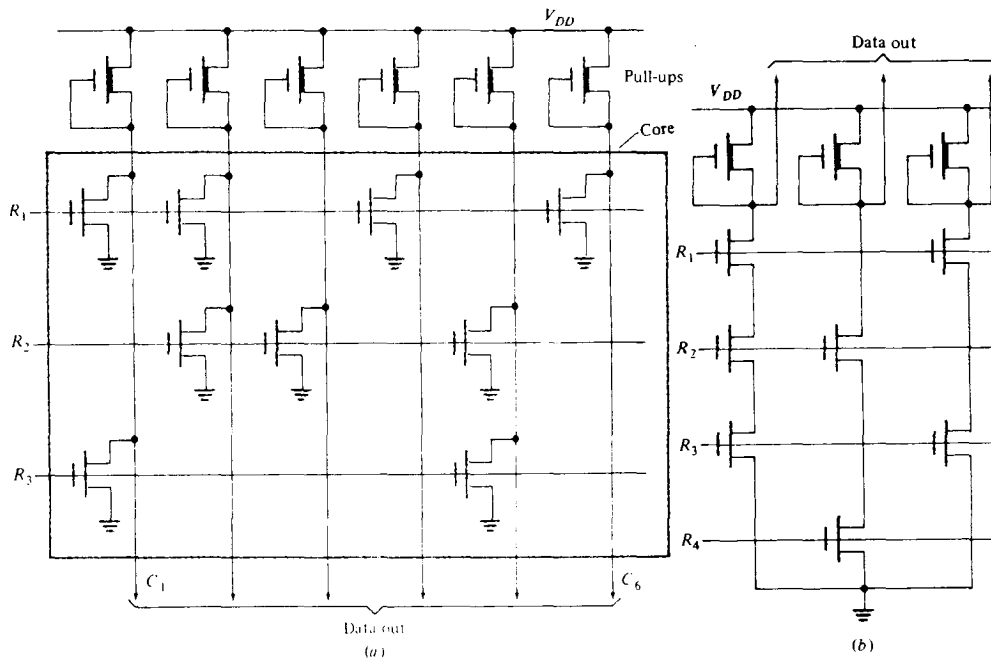 V_DD
Pull-ups
Core
R_1
R_2
R_3
C_1
C_6
Data out
(a)
Data out
V_DD
R_1
R_2
R_3
R_4
(b)